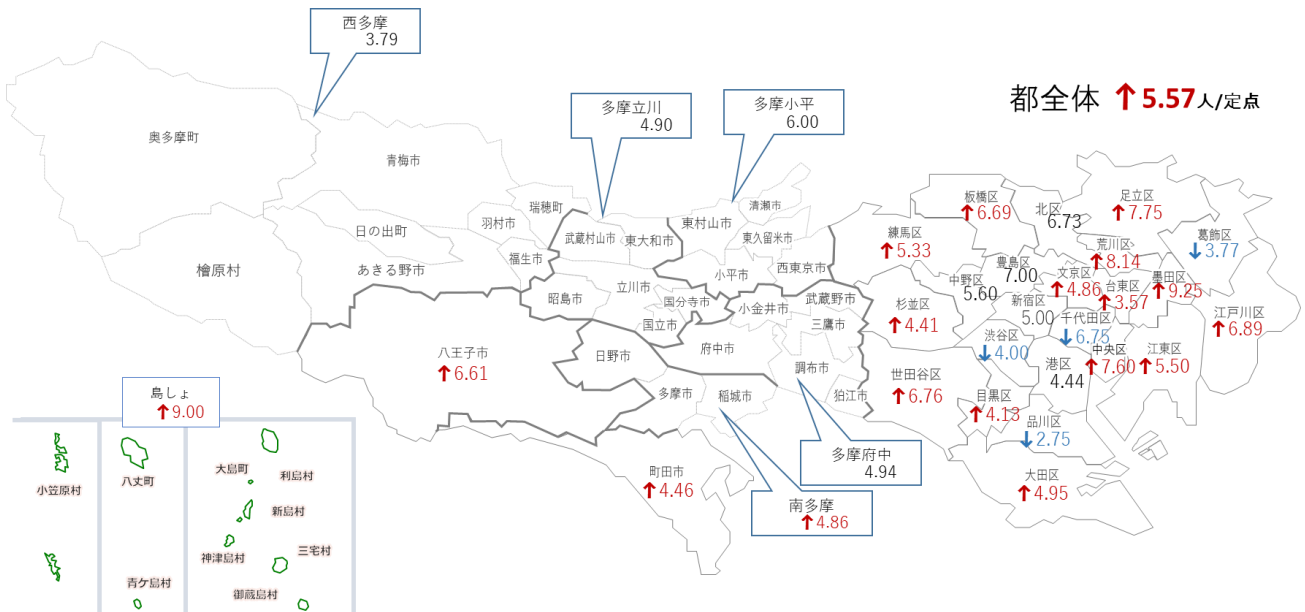 西多摩
3.79
多摩立川
4.90
多摩小平
6.00
都全体 ↑5.57人/定点
奥多摩町
青梅市
瑞穂町
羽村市
日の出町
福生市
檜原村
あきる野市
武蔵村山市
東大和市
東村山市
清瀬市
東久留米市
小平市
西東京市
昭島市
立川市
国分寺市
国立市
小金井市
武蔵野市
三鷹市
八王子市
↑6.61
日野市
府中市
調布市
多摩市
稲城市
狛江市
町田市
↑4.46
多摩府中
4.94
南多摩
↑4.86
板橋区
↑6.69
北区
6.73
足立区
↑7.75
練馬区
↑5.33
荒川区
↑8.14
葛飾区
↓3.77
豊島区
7.00
文京区
↑4.86
台東区
↑3.57
墨田区
↑9.25
中野区
5.60
新宿区
5.00
千代田区
↓6.75
江戸川区
↑6.89
杉並区
↑4.41
渋谷区
↓4.00
港区
4.44
中央区
↑7.60
江東区
↑5.50
世田谷区
↑6.76
目黒区
↑4.13
品川区
↓2.75
大田区
↑4.95
島しょ
↑9.00
小笠原村
八丈町
青ケ島村
大島町
利島村
新島村
神津島村
三宅村
御蔵島村